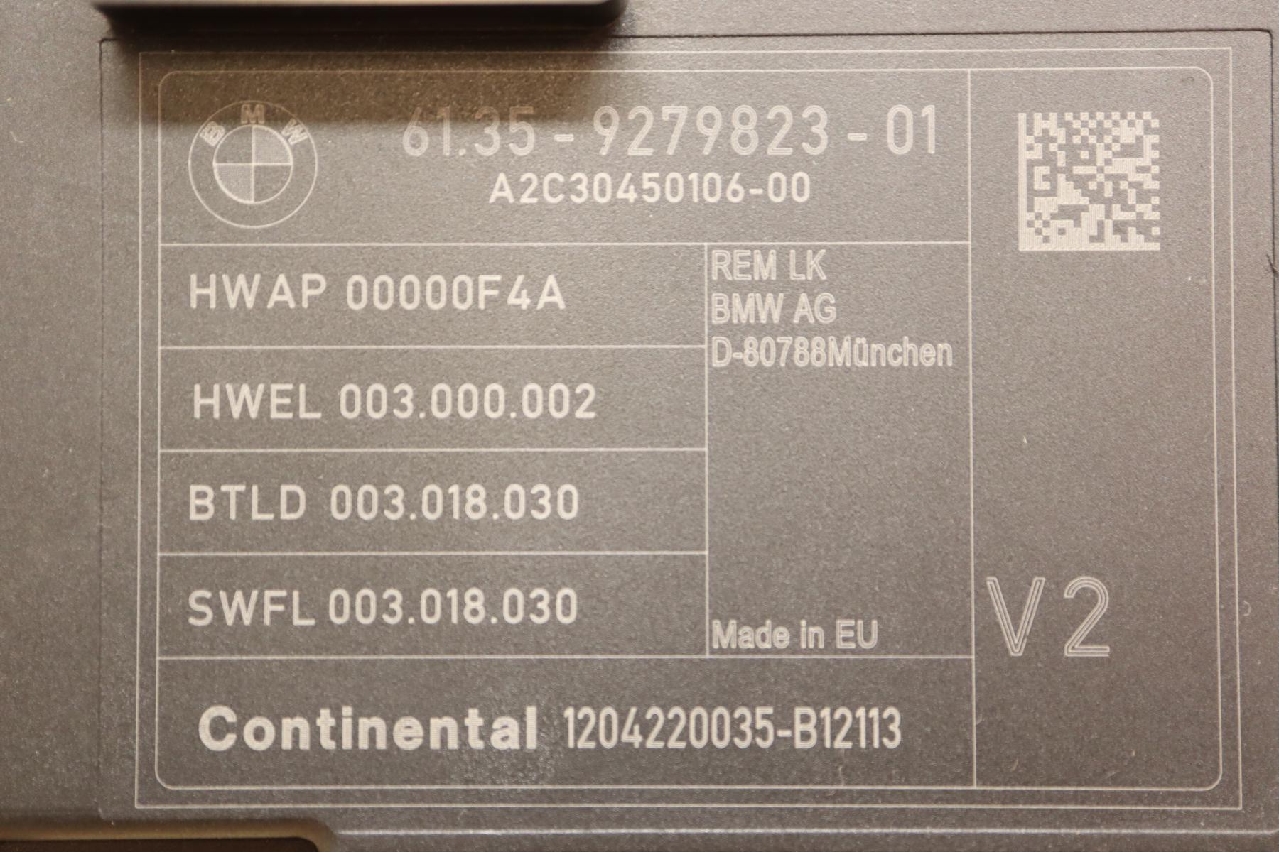 BMW
61.35 - 9279823 - 01
A2C30450106-00
HWAP 00000F4A
HWEL 003.000.002
BTLD 003.018.030
SWFL 003.018.030
REM LK
BMW AG
D-80788München
Made in EU
V2
Continental 1204220035-B12113